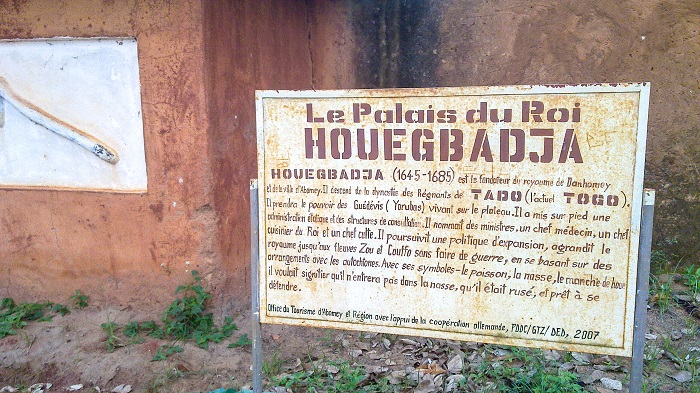 Le Palais du Roi
HOUEGBADJA
HOUEGBADJA (1645-1685) est le fondateur du royaume de Danhomey
et de la ville d'Abomey. Il descend de la dynastie des Régnants de TADO (l'actuel TOGO).
Il prendra le pouvoir des Guédévis (Yorubas) vivant sur le plateau. Il a mis sur pied une
administration étatique et des structures de consultation. Il nommait des ministres, un chef médecin, un chef
cuisinier du Roi et un chef culte. Il poursuivit une politique d'expansion, agrandit le
royaume jusqu'aux fleuves Zou et Couffo sans faire de guerre, en se basant sur des
arrangements avec les autochtones. Avec ses symboles - le poisson, la nasse, le manche de houe
il voulait signifier qu'il n'entrera pas dans la nasse, qu'il était rusé, et prêt à se
défendre.
Office du Tourisme d'Abomey et Région avec l'appui de la coopération allemande, PDDC/GTZ/DED, 2007